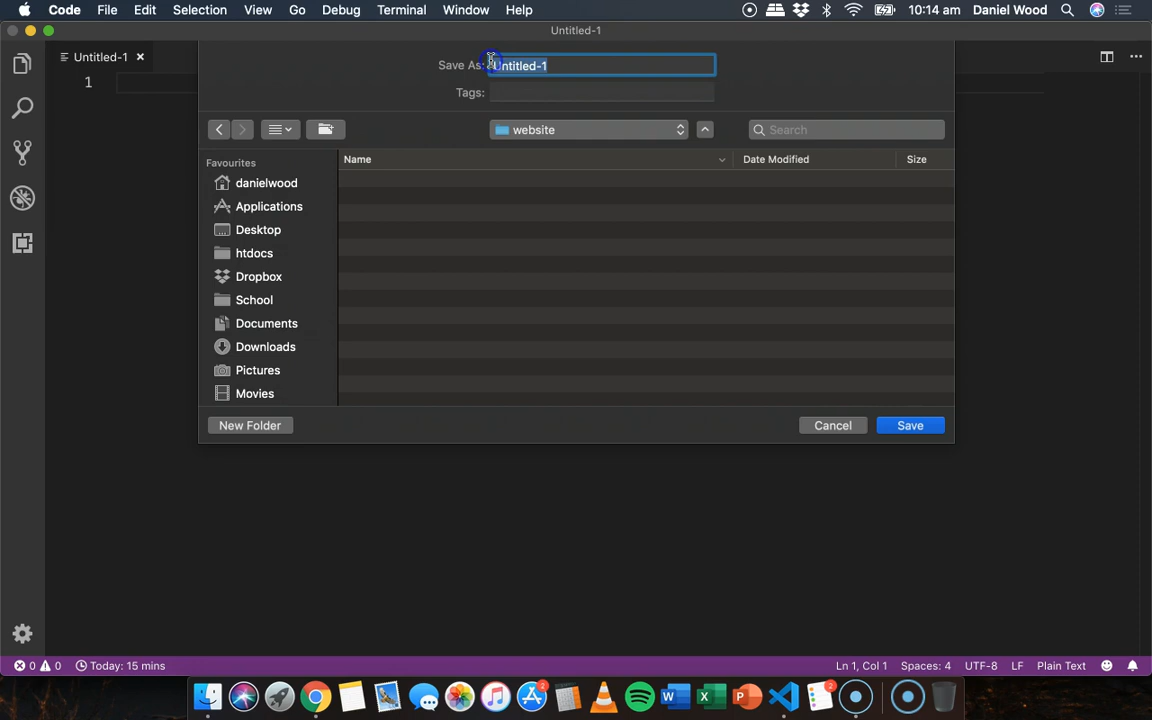 Code File Edit Selection View Go Debug Terminal Window Help 10:14 am Daniel Wood
Untitled-1
Untitled-1 ×
1
Save As: Untitled-1
Tags:
website
Search
Favourites
Name Date Modified Size
danielwood
Applications
Desktop
htdocs
Dropbox
School
Documents
Downloads
Pictures
Movies
New Folder Cancel Save
0 0 Today: 15 mins Ln 1, Col 1 Spaces: 4 UTF-8 LF Plain Text
2 2